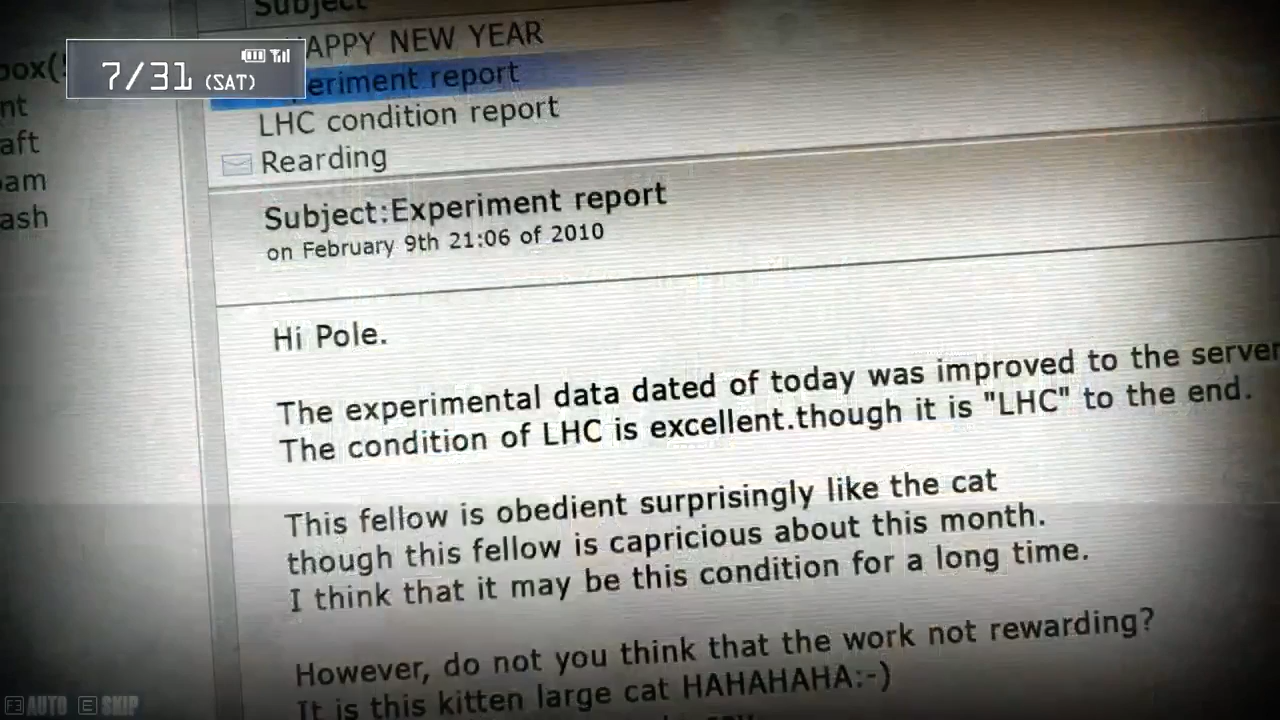 Subject
7/31 (SAT)
HAPPY NEW YEAR
periment report
LHC condition report
Rearding
box(
nt
aft
am
ash
Subject:Experiment report
on February 9th 21:06 of 2010
Hi Pole.
The experimental data dated of today was improved to the server
The condition of LHC is excellent.though it is "LHC" to the end.
This fellow is obedient surprisingly like the cat
though this fellow is capricious about this month.
I think that it may be this condition for a long time.
However, do not you think that the work not rewarding?
It is this kitten large cat HAHAHAHA:-)
F3 AUTO E SKIP